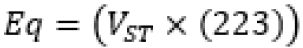 Eq = (V_ST × (223))